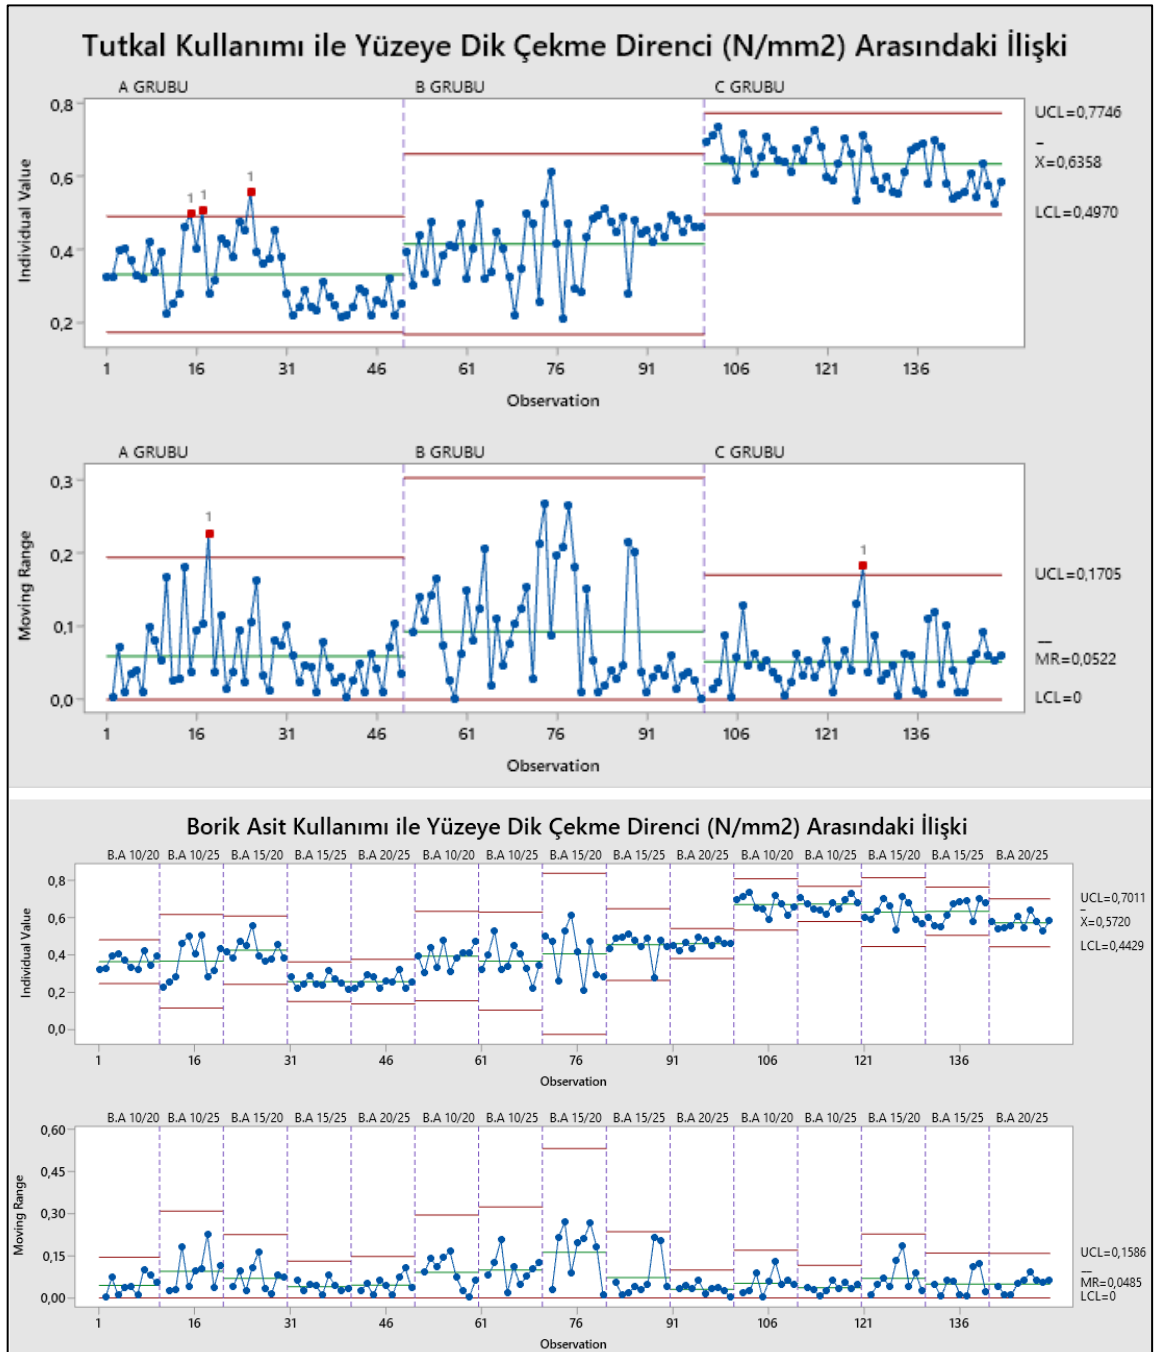 Tutkal Kullanımı ile Yüzeye Dik Çekme Direnci (N/mm2) Arasındaki İlişki
A GRUBU B GRUBU C GRUBU
0,8
UCL=0,7746
1 1 1
0,6
X=0,6358
Individual Value
0,4
LCL=0,4970
0,2
1 16 31 46 61 76 91 106 121 136
Observation
A GRUBU B GRUBU C GRUBU
0,3
1 1
0,2
UCL=0,1705
Moving Range
0,1
MR=0,0522
0,0
LCL=0
1 16 31 46 61 76 91 106 121 136
Observation
Borik Asit Kullanımı ile Yüzeye Dik Çekme Direnci (N/mm2) Arasındaki İlişki
B.A 10/20 B.A 10/25 B.A 15/20 B.A 15/25 B.A 20/25 B.A 10/20 B.A 10/25 B.A 15/20 B.A 15/25 B.A 20/25 B.A 10/20 B.A 10/25 B.A 15/20 B.A 15/25 B.A 20/25
0,8
UCL=0,7011
0,6
X=0,5720
Individual Value
0,4
LCL=0,4429
0,2
0,0
1 16 31 46 61 76 91 106 121 136
Observation
B.A 10/20 B.A 10/25 B.A 15/20 B.A 15/25 B.A 20/25 B.A 10/20 B.A 10/25 B.A 15/20 B.A 15/25 B.A 20/25 B.A 10/20 B.A 10/25 B.A 15/20 B.A 15/25 B.A 20/25
0,60
0,45
0,30
Moving Range
0,15
UCL=0,1586
MR=0,0485
0,00
LCL=0
1 16 31 46 61 76 91 106 121 136
Observation